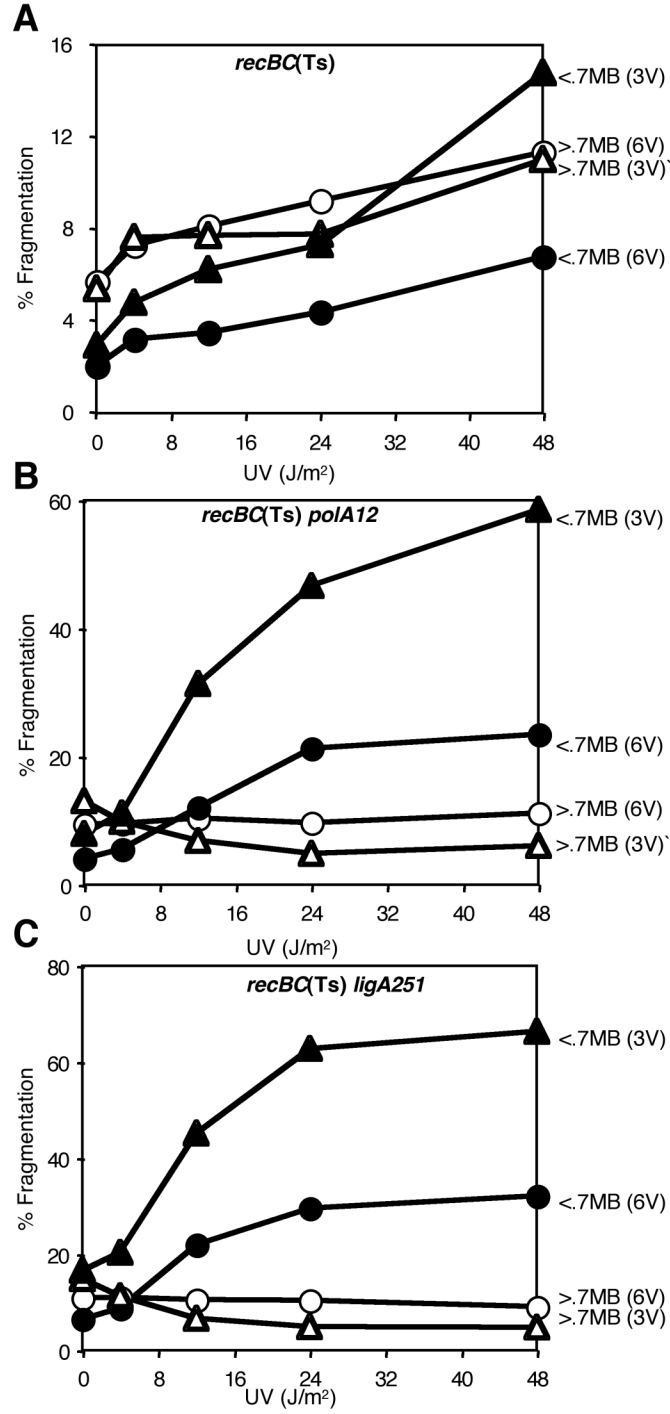 A
recBC(Ts)
% Fragmentation
16
12
8
4
0
<.7MB (3V)
>.7MB (6V)
>.7MB (3V)`
<.7MB (6V)
0 8 16 24 32 40 48
UV (J/m²)
B
recBC(Ts) polA12
% Fragmentation
60
40
20
0
<.7MB (3V)
<.7MB (6V)
>.7MB (6V)
>.7MB (3V)`
0 8 16 24 32 40 48
UV (J/m²)
C
recBC(Ts) ligA251
% Fragmentation
80
60
40
20
0
<.7MB (3V)
<.7MB (6V)
>.7MB (6V)
>.7MB (3V)
0 8 16 24 32 40 48
UV (J/m²)